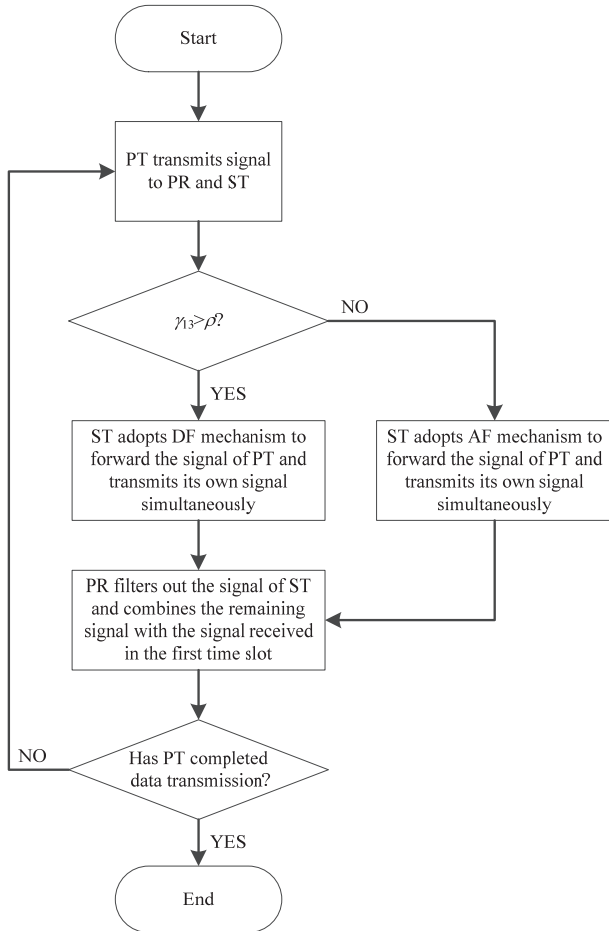 Start
PT transmits signal
to PR and ST
γ13>ρ?
NO
YES
ST adopts DF mechanism to
forward the signal of PT and
transmits its own signal
simultaneously
ST adopts AF mechanism to
forward the signal of PT and
transmits its own signal
simultaneously
PR filters out the signal of ST
and combines the remaining
signal with the signal received
in the first time slot
NO
Has PT completed
data transmission?
YES
End